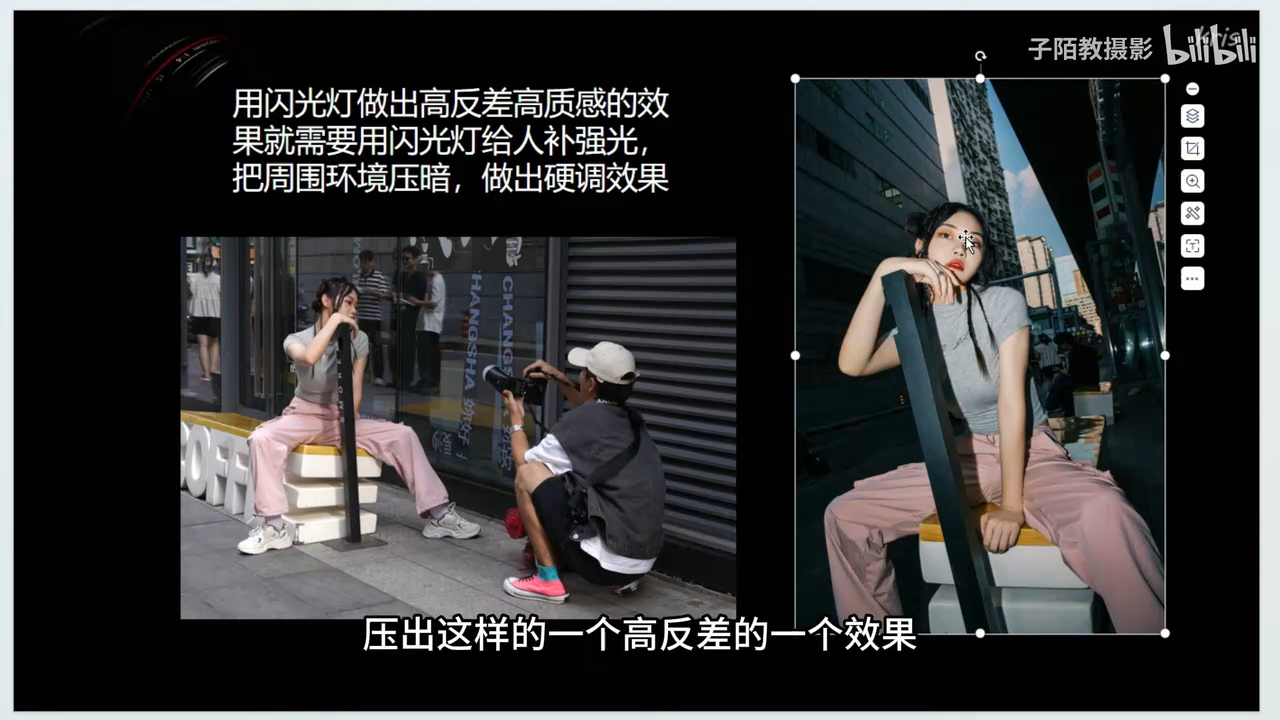 子陌教摄影 bilibili
用闪光灯做出高反差高质感的效
果就需要用闪光灯给人补强光，
把周围环境压暗，做出硬调效果
CHANGSHA
CHANGSHA
OFF
压出这样的一个高反差的一个效果